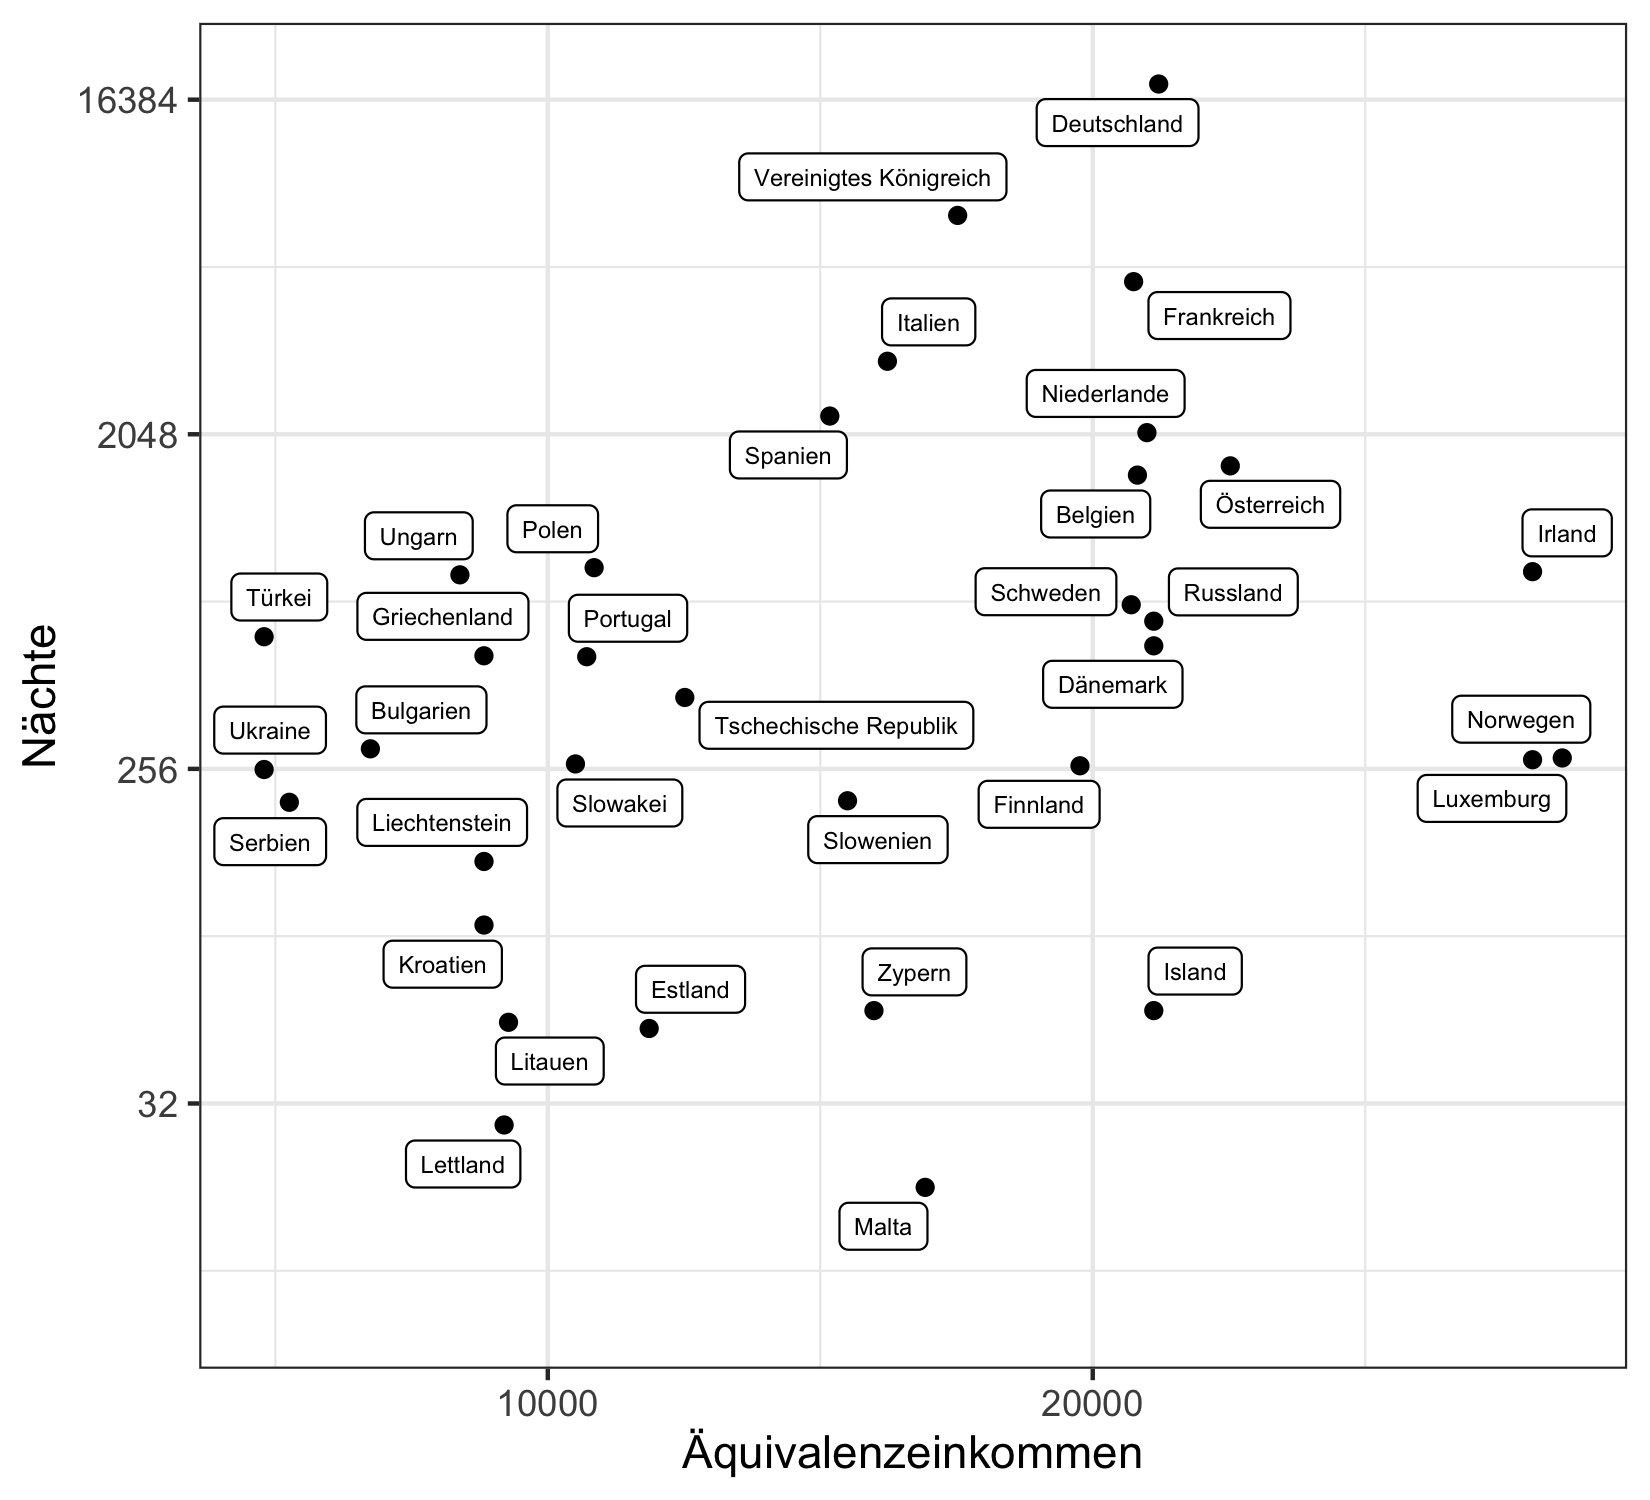 16384
Deutschland
Vereinigtes Königreich
Frankreich
Italien
Niederlande
2048
Spanien
Österreich
Belgien
Polen
Irland
Ungarn
Schweden
Russland
Türkei
Griechenland
Portugal
Dänemark
Nächte
Bulgarien
Norwegen
Tschechische Republik
Ukraine
256
Luxemburg
Slowakei
Finnland
Liechtenstein
Slowenien
Serbien
Kroatien
Island
Zypern
Estland
Litauen
32
Lettland
Malta
10000
20000
Äquivalenzeinkommen